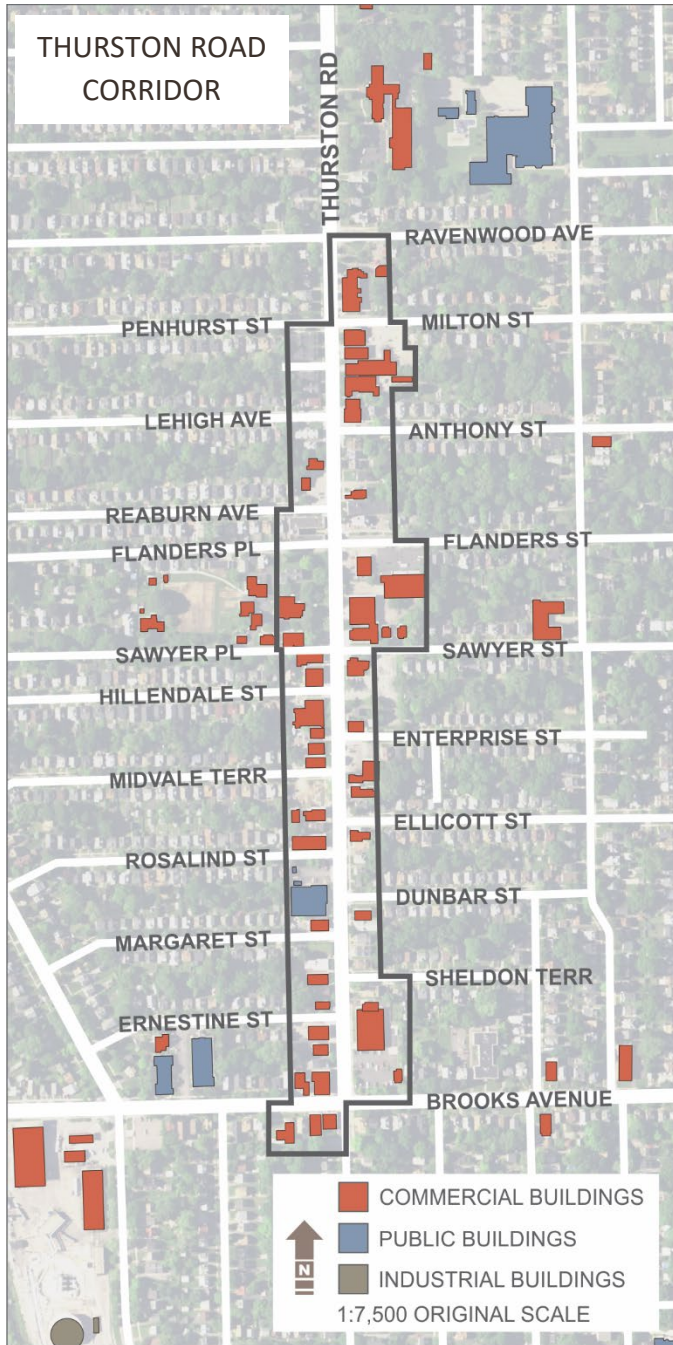 THURSTON ROAD
CORRIDOR
THURSTON RD
RAVENWOOD AVE
PENHURST ST
MILTON ST
LEHIGH AVE
ANTHONY ST
REABURN AVE
FLANDERS PL
FLANDERS ST
SAWYER PL
SAWYER ST
HILLENDALE ST
ENTERPRISE ST
MIDVALE TERR
ELLICOTT ST
ROSALIND ST
DUNBAR ST
MARGARET ST
SHELDON TERR
ERNESTINE ST
BROOKS AVENUE
COMMERCIAL BUILDINGS
PUBLIC BUILDINGS
N
INDUSTRIAL BUILDINGS
1:7,500 ORIGINAL SCALE